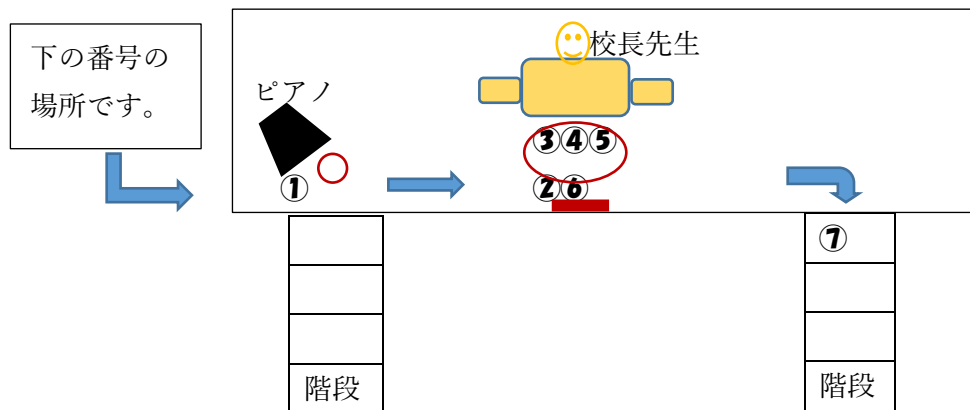 下の番号の
場所です。
校長先生
ピアノ
③④⑤
①
②⑥
⑦
階段
階段